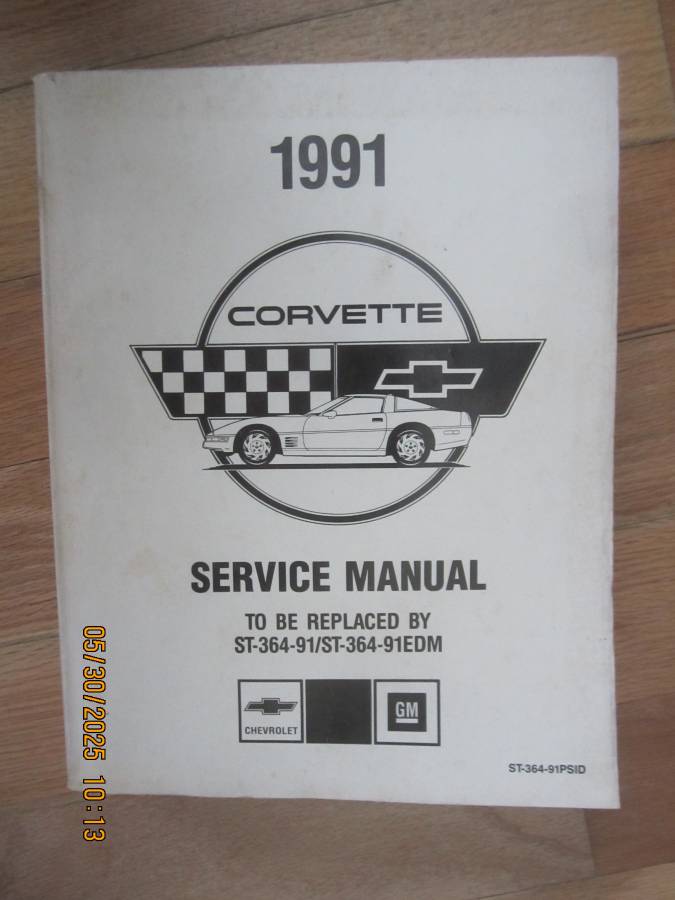 1991
CORVETTE
SERVICE MANUAL
TO BE REPLACED BY
ST-364-91/ST-364-91EDM
CHEVROLET
GM
ST-364-91PSID
05/30/2025 10:13